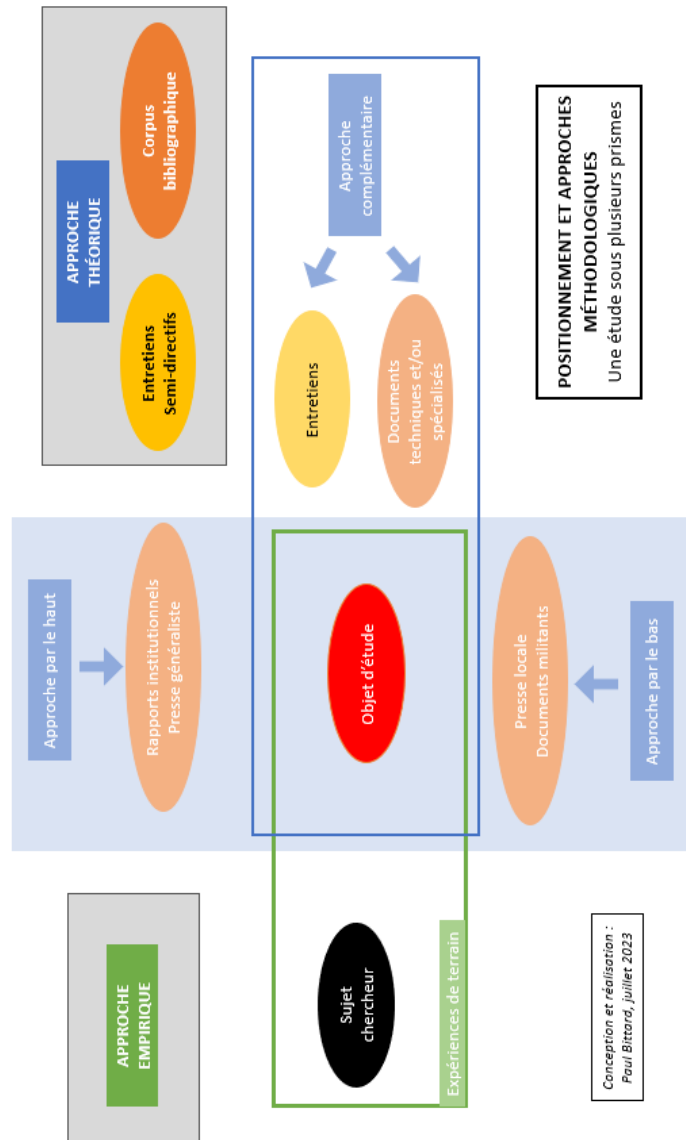 APPROCHE
EMPIRIQUE
Approche par le haut
Rapports institutionnels
Presse généraliste
APPROCHE
THÉORIQUE
Entretiens
Semi-directifs
Corpus
bibliographique
Sujet
chercheur
Expériences de terrain
Objet d'étude
Entretiens
Documents
techniques et/ou
spécialisés
Approche
complémentaire
Presse locale
Documents militants
Approche par le bas
Conception et réalisation :
Paul Bittard, juillet 2023
POSITIONNEMENT ET APPROCHES
MÉTHODOLOGIQUES
Une étude sous plusieurs prismes